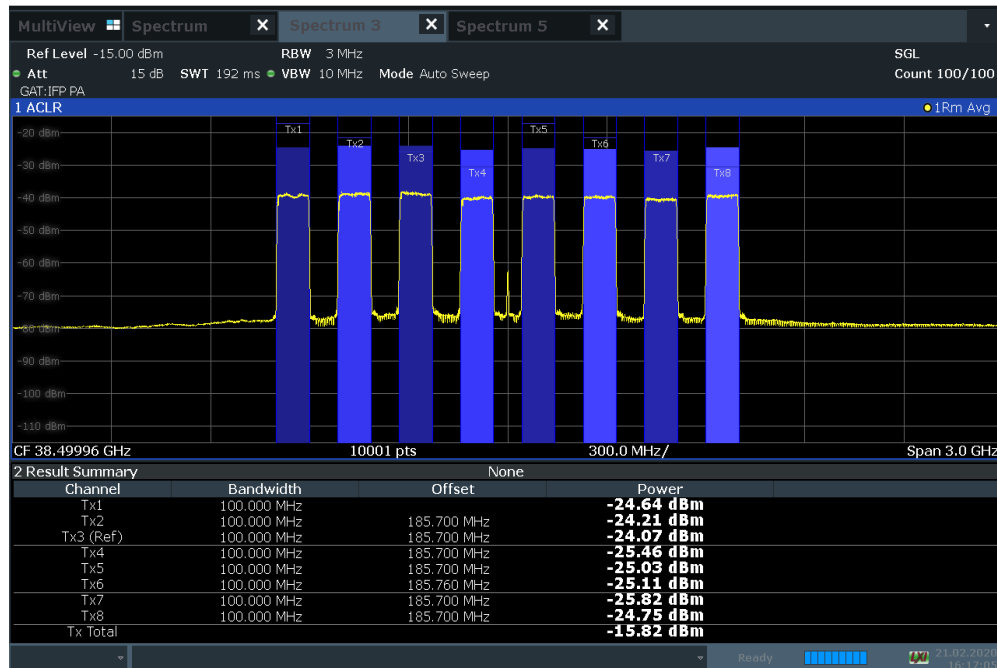 MultiView Spectrum X Spectrum 3 X Spectrum 5 X
Ref Level -15.00 dBm RBW 3 MHz SGL
Att 15 dB SWT 192 ms VBW 10 MHz Mode Auto Sweep Count 100/100
GAT:IFP PA
1 ACLR 1Rm Avg
-20 dBm
Tx1 Tx5
Tx2 Tx6
Tx3 Tx7
-30 dBm
Tx4 Tx8
-40 dBm
-50 dBm
-60 dBm
-70 dBm
-80 dBm
-90 dBm
-100 dBm
-110 dBm
CF 38.49996 GHz 10001 pts 300.0 MHz/ Span 3.0 GHz
2 Result Summary None
Channel Bandwidth Offset Power
Tx1 100.000 MHz -24.64 dBm
Tx2 100.000 MHz 185.700 MHz -24.21 dBm
Tx3 (Ref) 100.000 MHz 185.700 MHz -24.07 dBm
Tx4 100.000 MHz 185.700 MHz -25.46 dBm
Tx5 100.000 MHz 185.700 MHz -25.03 dBm
Tx6 100.000 MHz 185.760 MHz -25.11 dBm
Tx7 100.000 MHz 185.700 MHz -25.82 dBm
Tx8 100.000 MHz 185.700 MHz -24.75 dBm
Tx Total -15.82 dBm
Ready LXI 21.02.2020
16:17:05